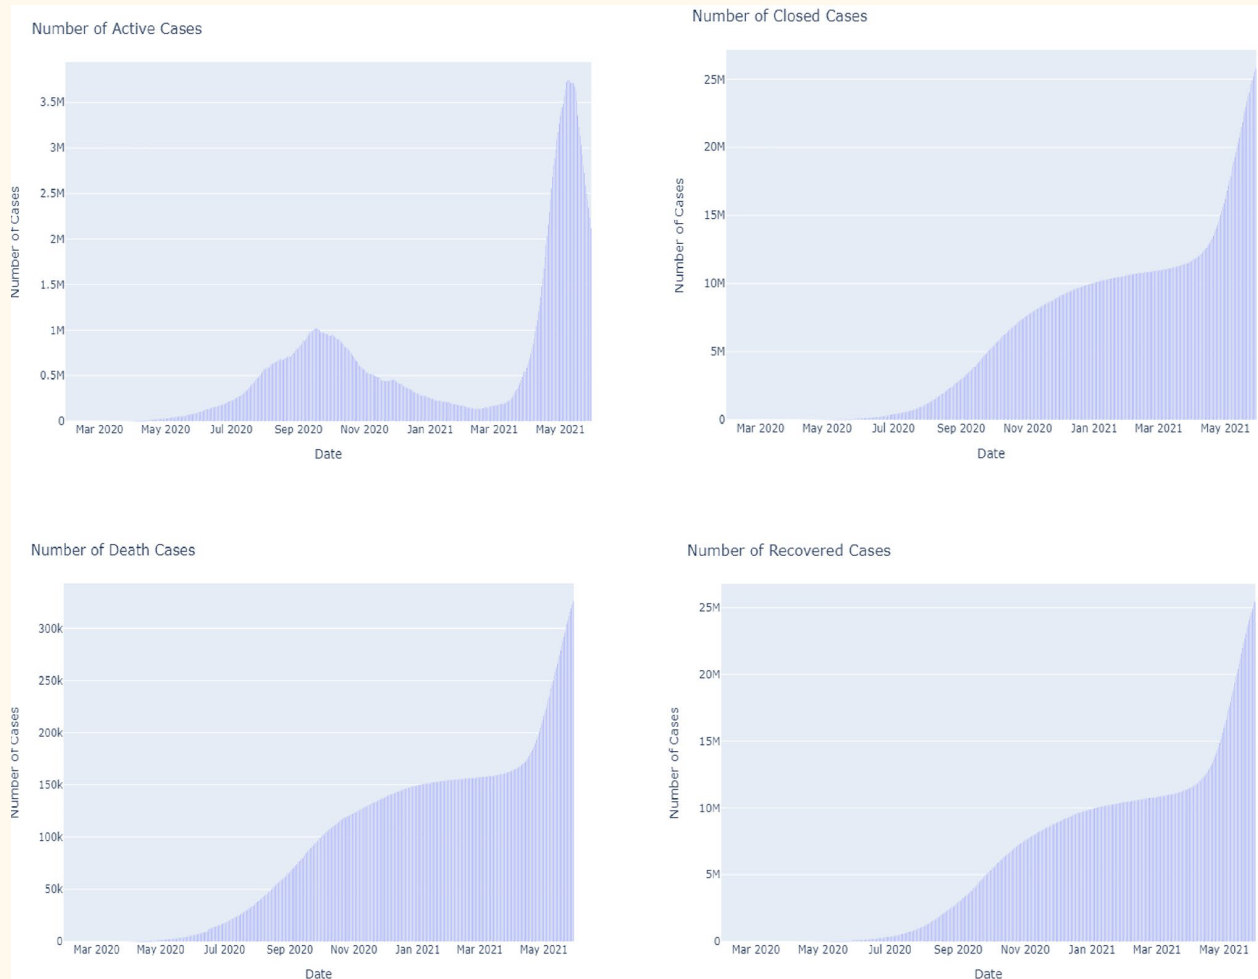 Number of Active Cases
3.5M
3M
2.5M
2M
1.5M
1M
0.5M
0
Number of Cases
Mar 2020 May 2020 Jul 2020 Sep 2020 Nov 2020 Jan 2021 Mar 2021 May 2021
Date
Number of Closed Cases
25M
20M
15M
10M
5M
0
Number of Cases
Mar 2020 May 2020 Jul 2020 Sep 2020 Nov 2020 Jan 2021 Mar 2021 May 2021
Date
Number of Death Cases
300k
250k
200k
150k
100k
50k
0
Number of Cases
Mar 2020 May 2020 Jul 2020 Sep 2020 Nov 2020 Jan 2021 Mar 2021 May 2021
Date
Number of Recovered Cases
25M
20M
15M
10M
5M
0
Number of Cases
Mar 2020 May 2020 Jul 2020 Sep 2020 Nov 2020 Jan 2021 Mar 2021 May 2021
Date